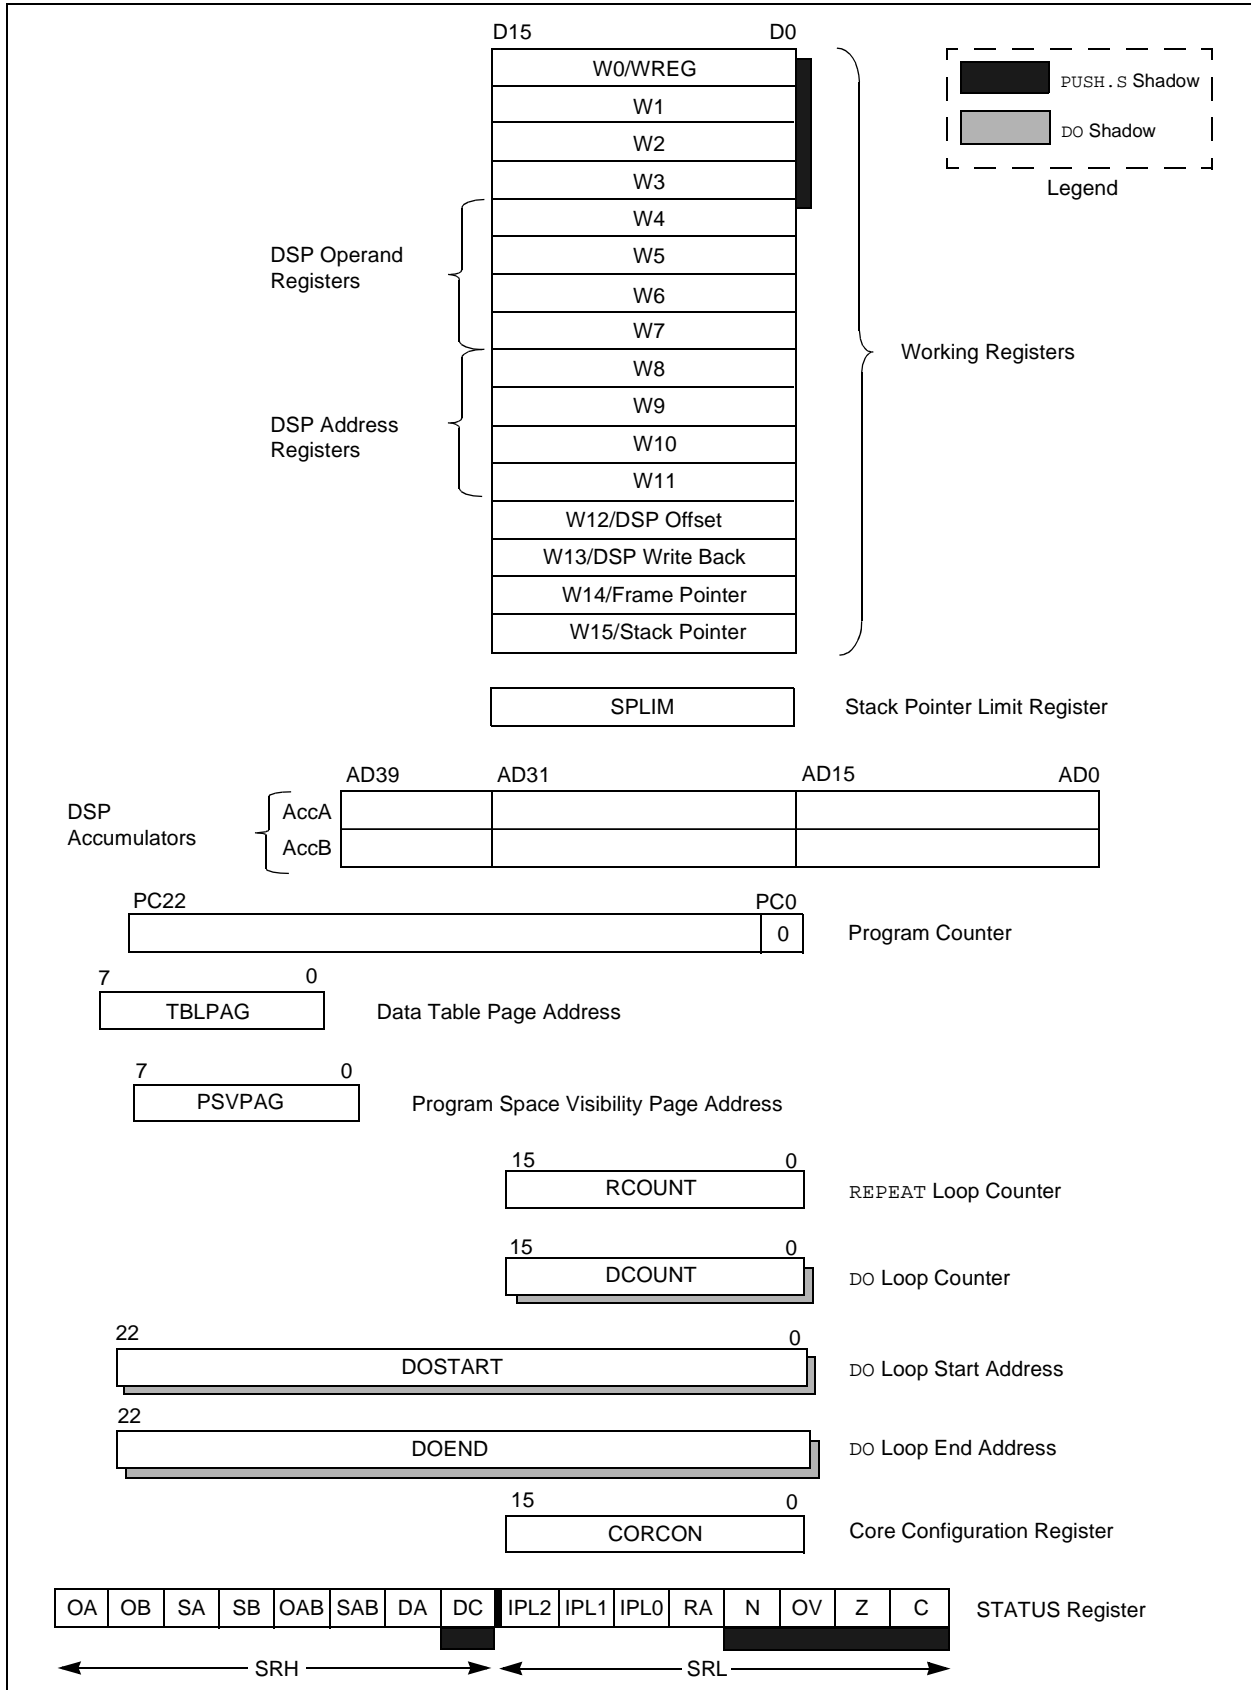 D15 D0
W0/WREG
PUSH.S Shadow
W1
DO Shadow
W2
W3
Legend
W4
DSP Operand
Registers
W5
W6
W7
Working Registers
W8
W9
DSP Address
Registers
W10
W11
W12/DSP Offset
W13/DSP Write Back
W14/Frame Pointer
W15/Stack Pointer
SPLIM Stack Pointer Limit Register
AD39 AD31 AD15 AD0
DSP
Accumulators
AccA
AccB
PC22 PC0
0 Program Counter
7 0
TBLPAG Data Table Page Address
7 0
PSVPAG Program Space Visibility Page Address
15 0
RCOUNT REPEAT Loop Counter
15 0
DCOUNT DO Loop Counter
22 0
DOSTART DO Loop Start Address
22
DOEND DO Loop End Address
15 0
CORCON Core Configuration Register
OA OB SA SB OAB SAB DA DC IPL2 IPL1 IPL0 RA N OV Z C STATUS Register
SRH SRL